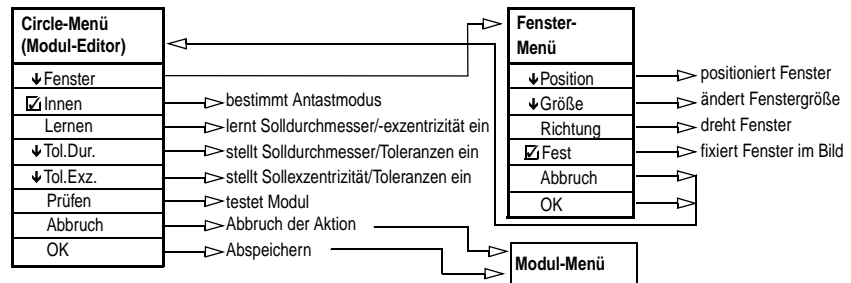 Circle-Menü
(Modul-Editor)
Fenster
Innen
Lernen
Tol.Dur.
Tol.Exz.
Prüfen
Abbruch
OK
bestimmt Antastmodus
lernt Solldurchmesser/-exzentrizität ein
stellt Solldurchmesser/Toleranzen ein
stellt Sollexzentrizität/Toleranzen ein
testet Modul
Abbruch der Aktion
Abspeichern
Fenster-
Menü
Position
Größe
Richtung
Fest
Abbruch
OK
positioniert Fenster
ändert Fenstergröße
dreht Fenster
fixiert Fenster im Bild
Modul-Menü